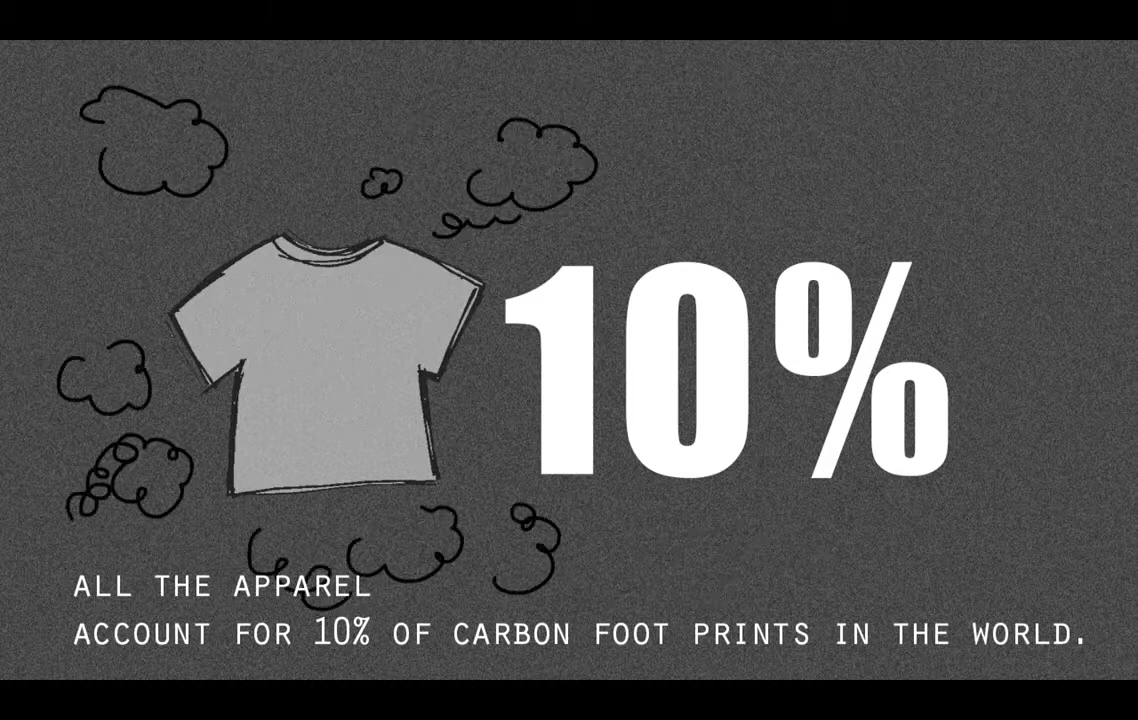 10%
ALL THE APPAREL
ACCOUNT FOR 10% OF CARBON FOOT PRINTS IN THE WORLD.